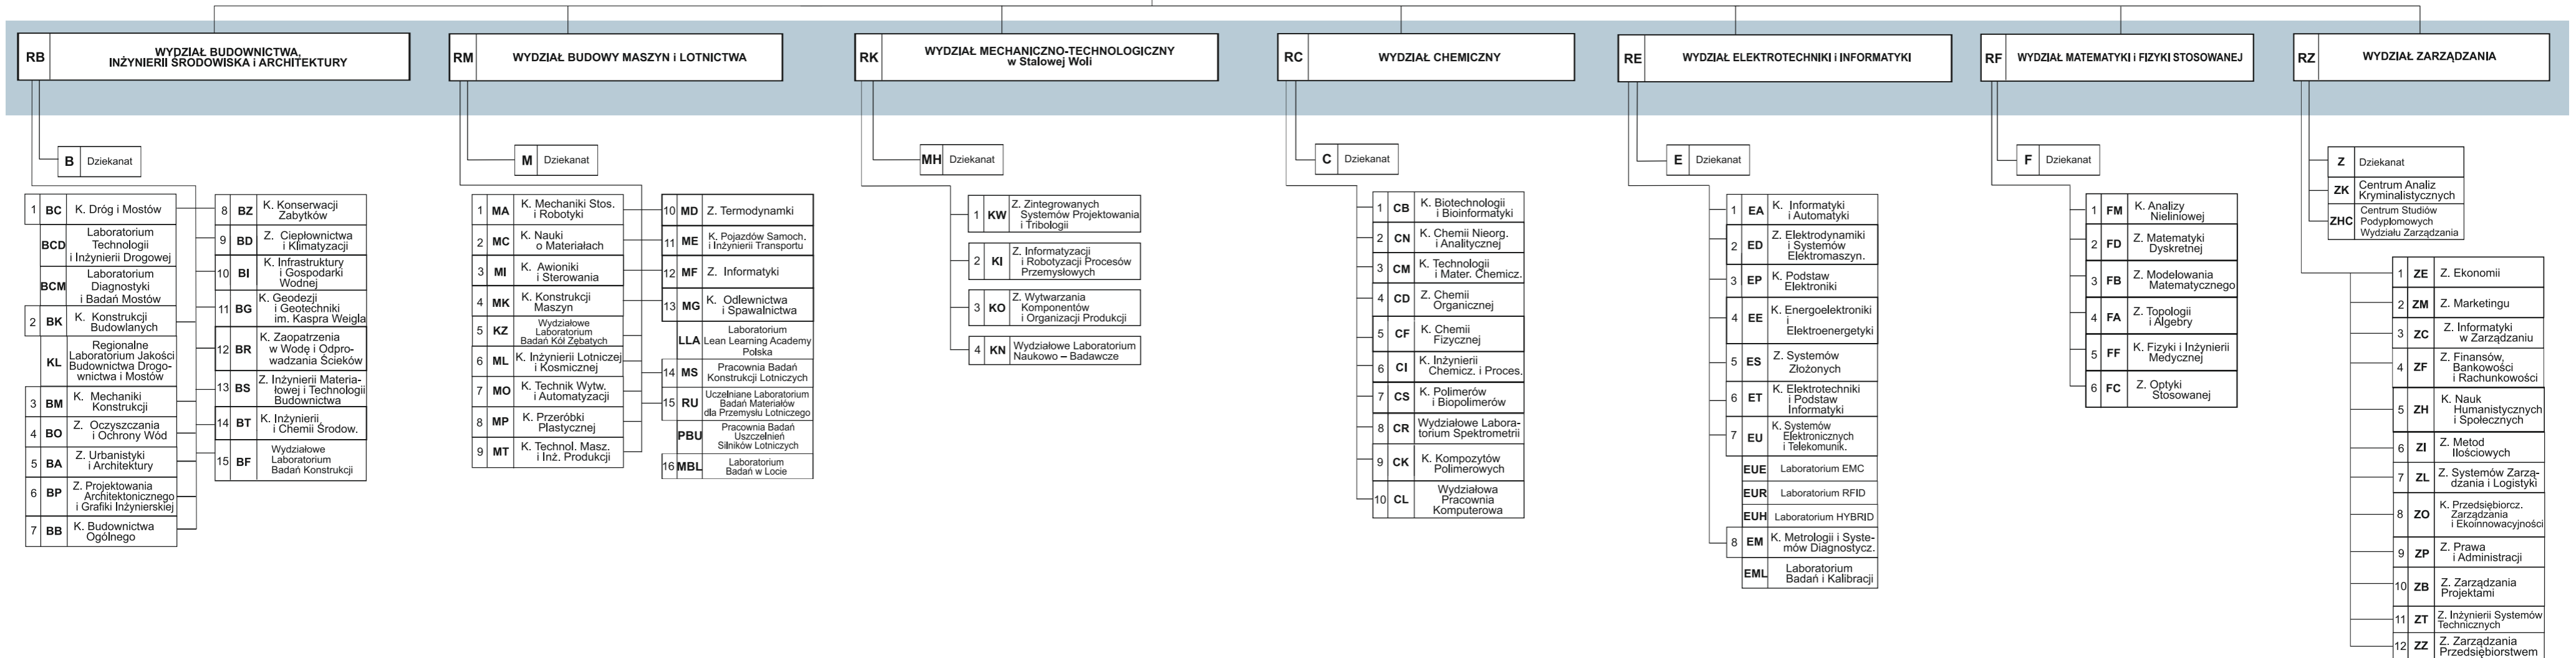 RB WYDZIAŁ BUDOWNICTWA,
INŻYNIERII ŚRODOWISKA i ARCHITEKTURY
RM WYDZIAŁ BUDOWY MASZYN i LOTNICTWA
RK WYDZIAŁ MECHANICZNO-TECHNOLOGICZNY
w Stalowej Woli
RC WYDZIAŁ CHEMICZNY
RE WYDZIAŁ ELEKTROTECHNIKI i INFORMATYKI
RF WYDZIAŁ MATEMATYKI i FIZYKI STOSOWANEJ
RZ WYDZIAŁ ZARZĄDZANIA
B Dziekanat
1 BC K. Dróg i Mostów
BCD Laboratorium
Technologii
i Inżynierii Drogowej
BCM Laboratorium
Diagnostyki
i Badań Mostów
2 BK K. Konstrukcji
Budowlanych
KL Regionalne
Laboratorium Jakości
Budownictwa Drogo-
wnictwa i Mostów
3 BM K. Mechaniki
Konstrukcji
4 BO Z. Oczyszczania
i Ochrony Wód
5 BA Z. Urbanistyki
i Architektury
6 BP Z. Projektowania
Architektonicznego
i Grafiki Inżynierskiej
7 BB K. Budownictwa
Ogólnego
8 BZ K. Konserwacji
Zabytków
9 BD Z. Ciepłownictwa
i Klimatyzacji
10 BI K. Infrastruktury
i Gospodarki
Wodnej
11 BG K. Geodezji
i Geotechniki
im. Kaspra Weigla
12 BR K. Zaopatrzenia
w Wodę i Odpro-
wadzania Ścieków
13 BS Z. Inżynierii Materia-
łowej i Technologii
Budownictwa
14 BT K. Inżynierii
i Chemii Środow.
15 BF Wydziałowe
Laboratorium
Badań Konstrukcji
M Dziekanat
1 MA K. Mechaniki Stos.
i Robotyki
2 MC K. Nauki
o Materiałach
3 MI K. Awioniki
i Sterowania
4 MK K. Konstrukcji
Maszyn
5 KZ Wydziałowe
Laboratorium
Badań Kół Zębatych
6 ML K. Inżynierii Lotniczej
i Kosmicznej
7 MO K. Technik Wytw.
i Automatyzacji
8 MP K. Przeróbki
Plastycznej
9 MT K. Technol. Masz.
i Inż. Produkcji
10 MD Z. Termodynamki
11 ME K. Pojazdów Samoch.
i Inżynierii Transportu
12 MF Z. Informatyki
13 MG K. Odlewnictwa
i Spawalnictwa
LLA Laboratorium
Lean Learning Academy
Polska
14 MS Pracownia Badań
Konstrukcji Lotniczych
15 RU Uczelniane Laboratorium
Badań Materiałów
dla Przemysłu Lotniczego
PBU Pracownia Badań
Uszczelnień
Silników Lotniczych
16 MBL Laboratorium
Badań w Locie
MH Dziekanat
1 KW Z. Zintegrowanych
Systemów Projektowania
i Tribologii
2 KI Z. Informatyzacji
i Robotyzacji Procesów
Przemysłowych
3 KO Z. Wytwarzania
Komponentów
i Organizacji Produkcji
4 KN Wydziałowe Laboratorium
Naukowo – Badawcze
C Dziekanat
1 CB K. Biotechnologii
i Bioinformatyki
2 CN K. Chemii Nieorg.
i Analitycznej
3 CM K. Technologii
i Mater. Chemicz.
4 CD Z. Chemii
Organicznej
5 CF K. Chemii
Fizycznej
6 CI K. Inżynierii
Chemicz. i Proces.
7 CS K. Polimerów
i Biopolimerów
8 CR Wydziałowe Labora-
torium Spektrometrii
9 CK K. Kompozytów
Polimerowych
10 CL Wydziałowa
Pracownia
Komputerowa
E Dziekanat
1 EA K. Informatyki
i Automatyki
2 ED Z. Elektrodynamiki
i Systemów
Elektromaszyn.
3 EP K. Podstaw
Elektroniki
4 EE K. Energoelektroniki
i
Elektroenergetyki
5 ES Z. Systemów
Złożonych
6 ET K. Elektrotechniki
i Podstaw
Informatyki
7 EU K. Systemów
Elektronicznych
i Telekomunik.
EUE Laboratorium EMC
EUR Laboratorium RFID
EUH Laboratorium HYBRID
8 EM K. Metrologii i Syste-
mów Diagnostycz.
EML Laboratorium
Badań i Kalibracji
F Dziekanat
1 FM K. Analizy
Nieliniowej
2 FD Z. Matematyki
Dyskretnej
3 FB Z. Modelowania
Matematycznego
4 FA Z. Topologii
i Algebry
5 FF K. Fizyki i Inżynierii
Medycznej
6 FC Z. Optyki
Stosowanej
Z Dziekanat
ZK Centrum Analiz
Kryminalistycznych
ZHC Centrum Studiów
Podyplomowych
Wydziału Zarządzania
1 ZE Z. Ekonomii
2 ZM Z. Marketingu
3 ZC Z. Informatyki
w Zarządzaniu
4 ZF Z. Finansów,
Bankowości
i Rachunkowości
5 ZH K. Nauk
Humanistycznych
i Społecznych
6 ZI Z. Metod
Ilościowych
7 ZL Z. Systemów Zarzą-
dzania i Logistyki
8 ZO K. Przedsiębiorcz.
Zarządzania
i Ekoinnowacyjności
9 ZP Z. Prawa
i Administracji
10 ZB Z. Zarządzania
Projektami
11 ZT Z. Inżynierii Systemów
Technicznych
12 ZZ Z. Zarządzania
Przedsiębiorstwem